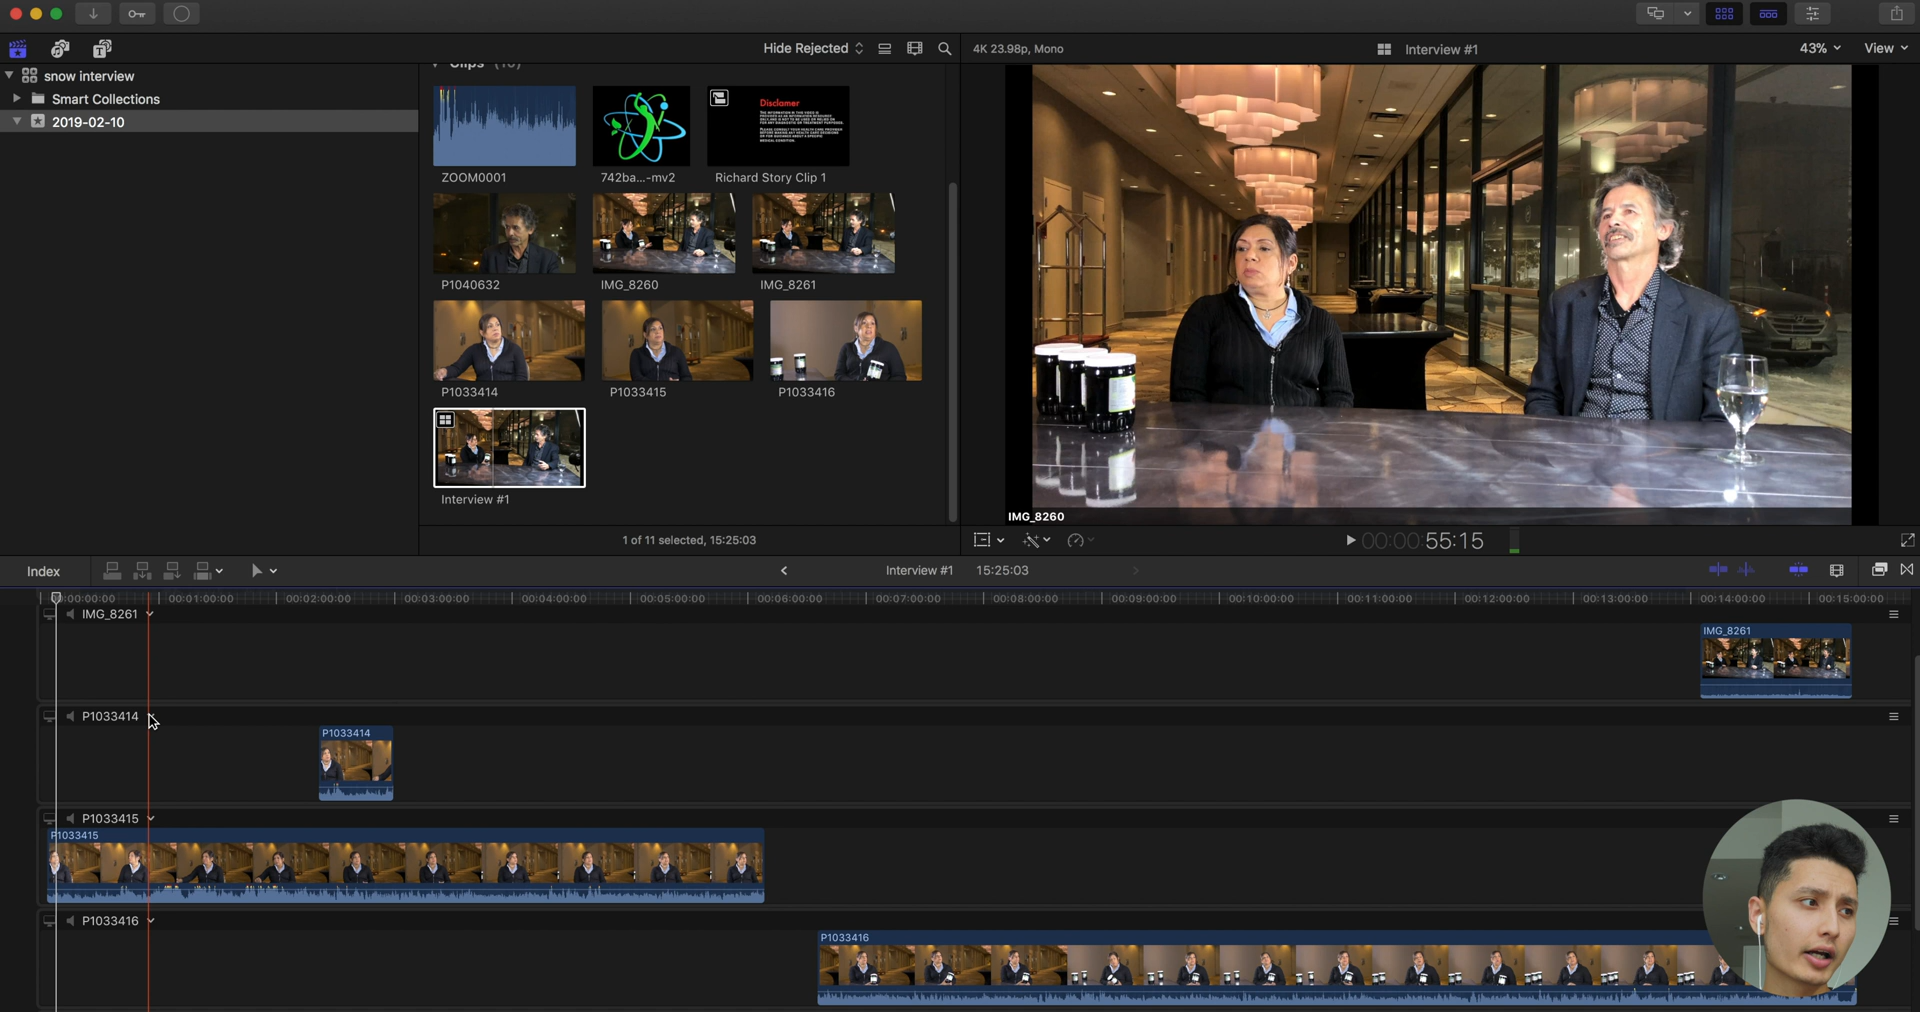 Hide Rejected
4K 23.98p, Mono
Interview #1
43%
View
snow interview
Smart Collections
2019-02-10
Clips
Disclamer
ZOOM0001
742ba...-mv2
Richard Story Clip 1
P1040632
IMG_8260
IMG_8261
P1033414
P1033415
P1033416
Interview #1
1 of 11 selected, 15:25:03
IMG_8260
00:00:55:15
Index
Interview #1
15:25:03
00:01:00:00
00:02:00:00
00:03:00:00
00:04:00:00
00:05:00:00
00:06:00:00
00:07:00:00
00:08:00:00
00:09:00:00
00:10:00:00
00:11:00:00
00:12:00:00
00:13:00:00
00:14:00:00
00:15:00:00
IMG_8261
IMG_8261
P1033414
P1033414
P1033415
P1033415
P1033416
P1033416